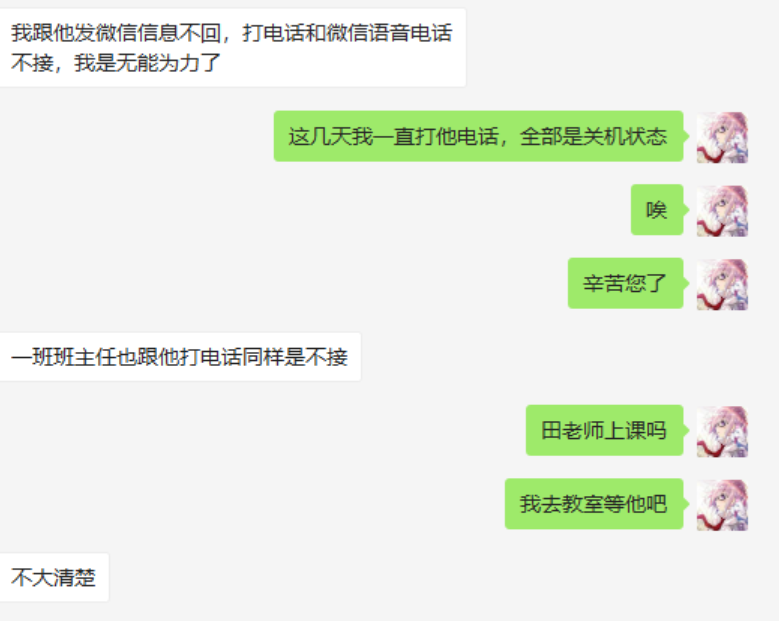 我跟他发微信信息不回，打电话和微信语音电话
不接，我是无能为力了
这几天我一直打他电话，全部是关机状态
唉
辛苦您了
一班班主任也跟他打电话同样是不接
田老师上课吗
我去教室等他吧
不大清楚